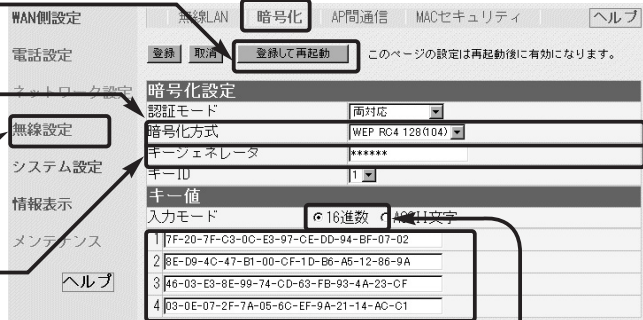 WAN側設定
電話設定
ネットワーク設定
無線設定
システム設定
情報表示
メンテナンス
ヘルプ
無線LAN 暗号化 AP間通信 MACセキュリティ ヘルプ
登録 取消 登録して再起動 このページの設定は再起動後に有効になります。
暗号化設定
認証モード 両対応
暗号化方式 WEP RC4 128(104)
キージェネレータ ******
キーID 1
キー値
入力モード 16進数 ASCII文字
1 7F-20-7F-C3-0C-E3-97-CE-DD-94-BF-07-02
2 8E-D9-4C-47-B1-00-CF-1D-B6-A5-12-86-9A
3 46-03-E3-8E-99-74-CD-63-FB-93-4A-23-CF
4 03-0E-07-2F-7A-05-6C-EF-9A-21-14-AC-C1